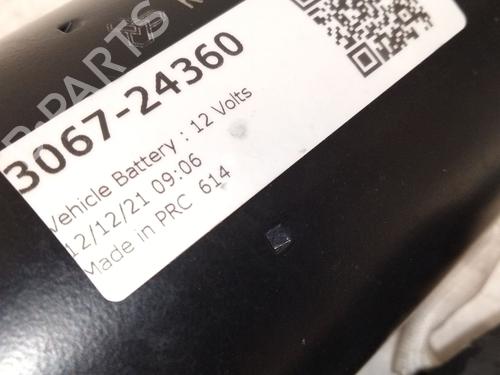 3067-24360
Vehicle Battery : 12 Volts
12/12/21 09:06
Made in PRC 614